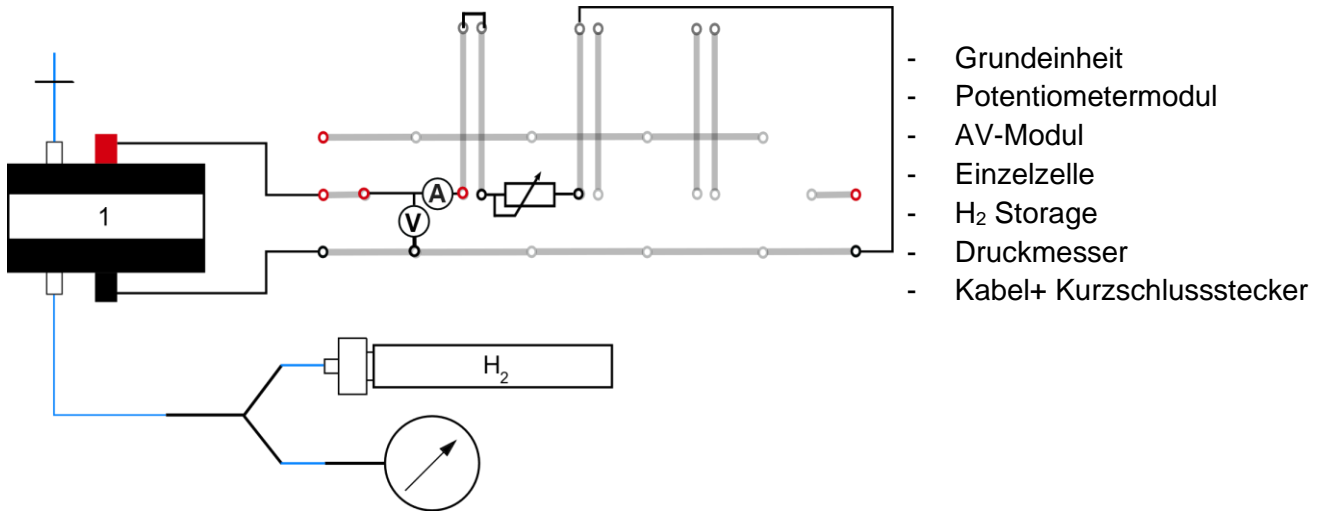 - Grundeinheit
- Potentiometermodul
- AV-Modul
- Einzelzelle
- H₂ Storage
- Druckmesser
- Kabel+ Kurzschlussstecker
A
1
V
H₂